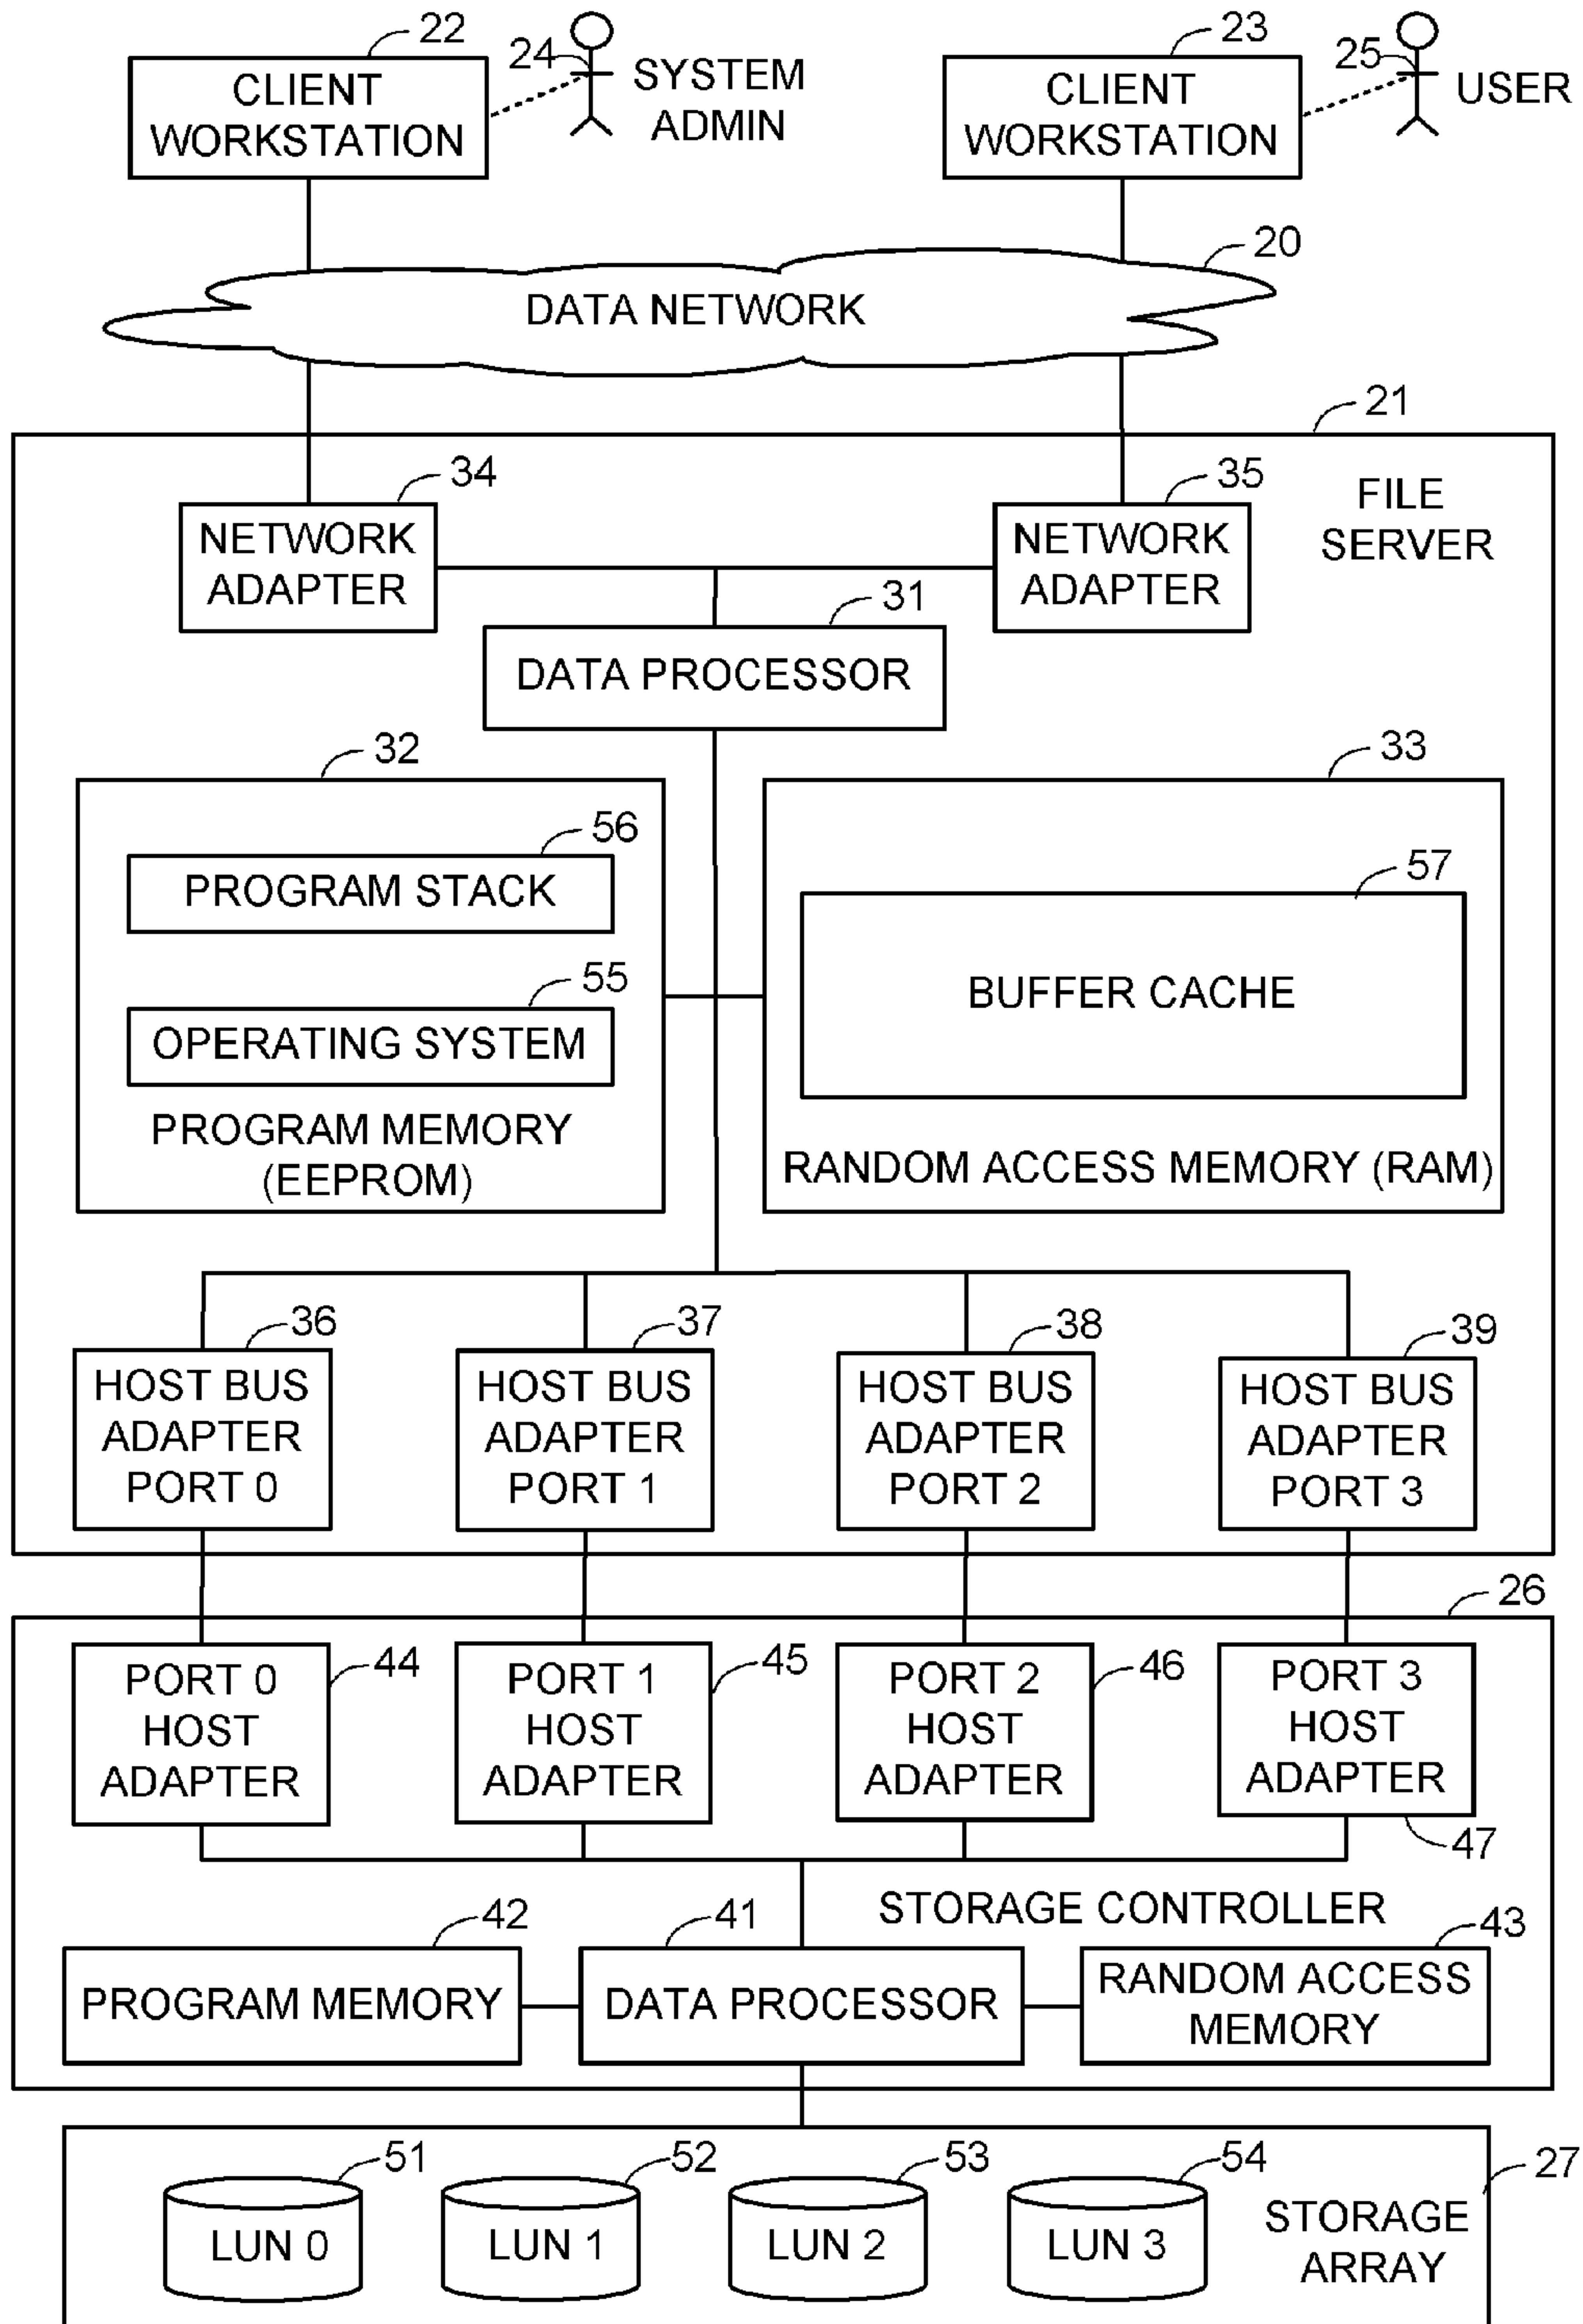 22
24
SYSTEM
ADMIN
CLIENT
WORKSTATION
23
25
USER
CLIENT
WORKSTATION
20
DATA NETWORK
21
FILE
SERVER
34
NETWORK
ADAPTER
35
NETWORK
ADAPTER
31
DATA PROCESSOR
32
56
PROGRAM STACK
55
OPERATING SYSTEM
PROGRAM MEMORY
(EEPROM)
33
57
BUFFER CACHE
RANDOM ACCESS MEMORY (RAM)
36
HOST BUS
ADAPTER
PORT 0
37
HOST BUS
ADAPTER
PORT 1
38
HOST BUS
ADAPTER
PORT 2
39
HOST BUS
ADAPTER
PORT 3
26
PORT 0
HOST
ADAPTER
44
PORT 1
HOST
ADAPTER
45
PORT 2
HOST
ADAPTER
46
PORT 3
HOST
ADAPTER
47
STORAGE CONTROLLER
42
PROGRAM MEMORY
41
DATA PROCESSOR
43
RANDOM ACCESS
MEMORY
27
51
LUN 0
52
LUN 1
53
LUN 2
54
LUN 3
STORAGE
ARRAY